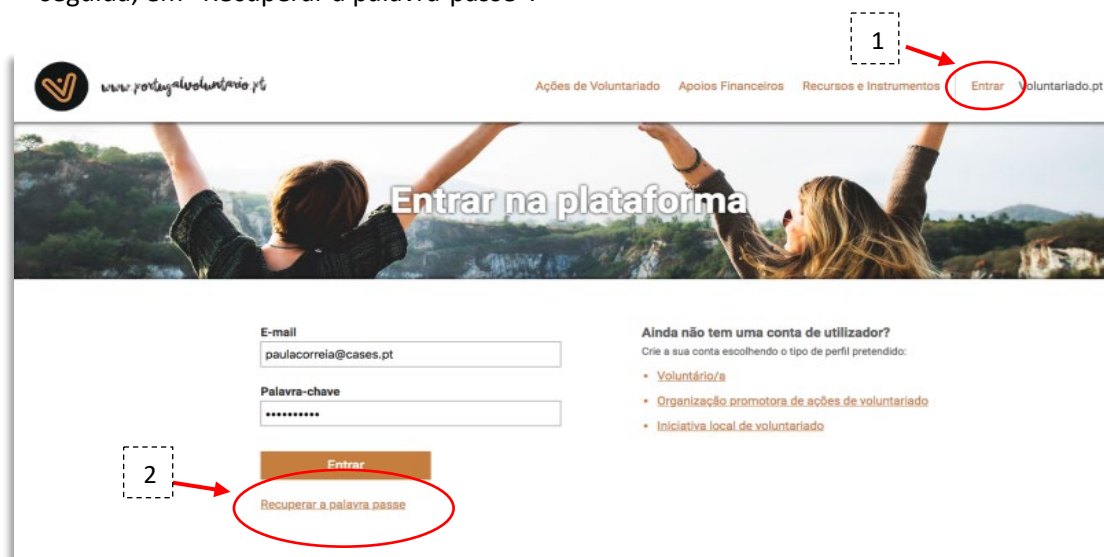 seguida, em "Recuperar a palavra-passe".
1
www.portugalvoluntario.pt
Ações de Voluntariado Apoios Financeiros Recursos e Instrumentos Entrar Voluntariado.pt
Entrar na plataforma
E-mail
paulacorreia@cases.pt
Palavra-chave
••••••••••
Entrar
Recuperar a palavra passe
2
Ainda não tem uma conta de utilizador?
Crie a sua conta escolhendo o tipo de perfil pretendido:
• Voluntário/a
• Organização promotora de ações de voluntariado
• Iniciativa local de voluntariado